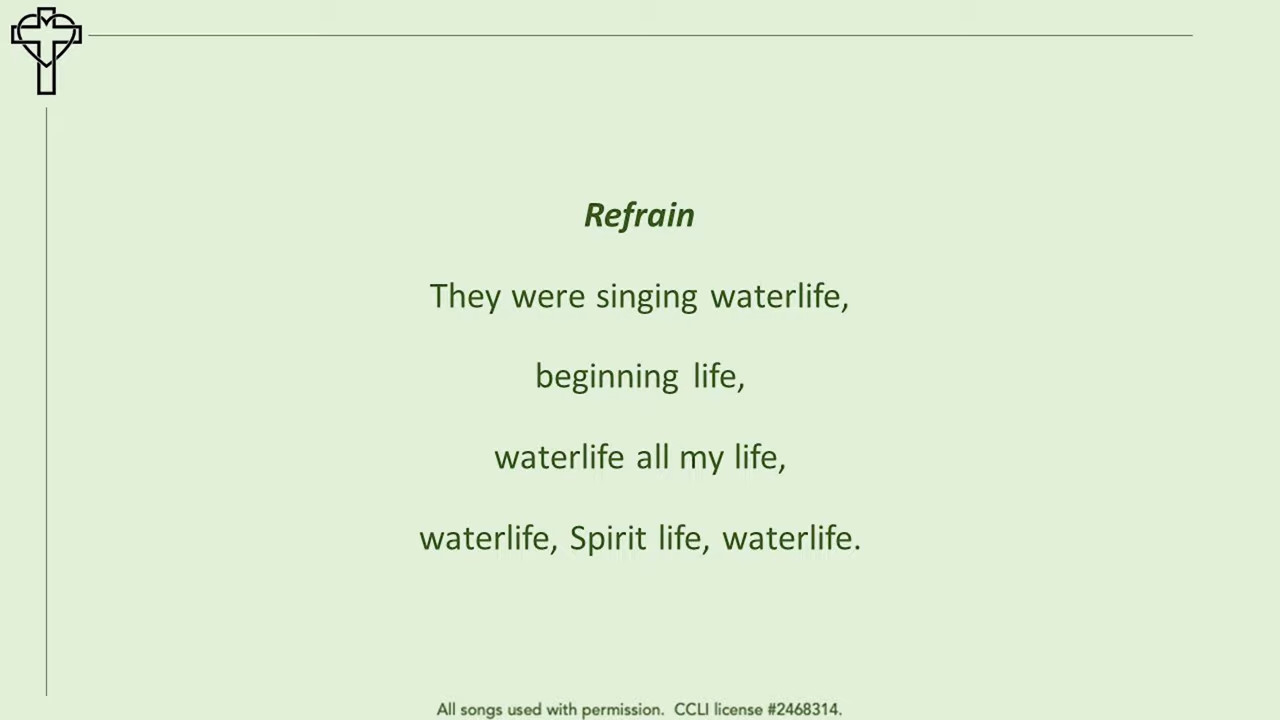 Refrain
They were singing waterlife,
beginning life,
waterlife all my life,
waterlife, Spirit life, waterlife.
All songs used with permission. CCLI license #2468314.